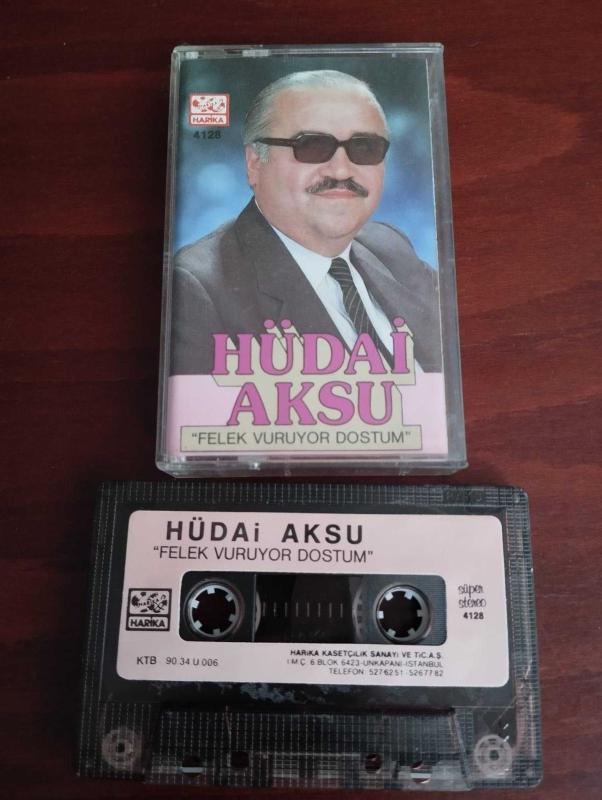 HARİKA
4128
HÜDAİ
AKSU
"FELEK VURUYOR DOSTUM"
HÜDAi AKSU
"FELEK VURUYOR DOSTUM"
HARİKA
süper
stereo
4128
KTB 90.34 U 006
HARİKA KASETÇİLİK SANAYİ VE TİC.A.Ş.
İ.M.Ç. 6.BLOK 6423-UNKAPANI-İSTANBUL
TELEFON: 5276251-5267782